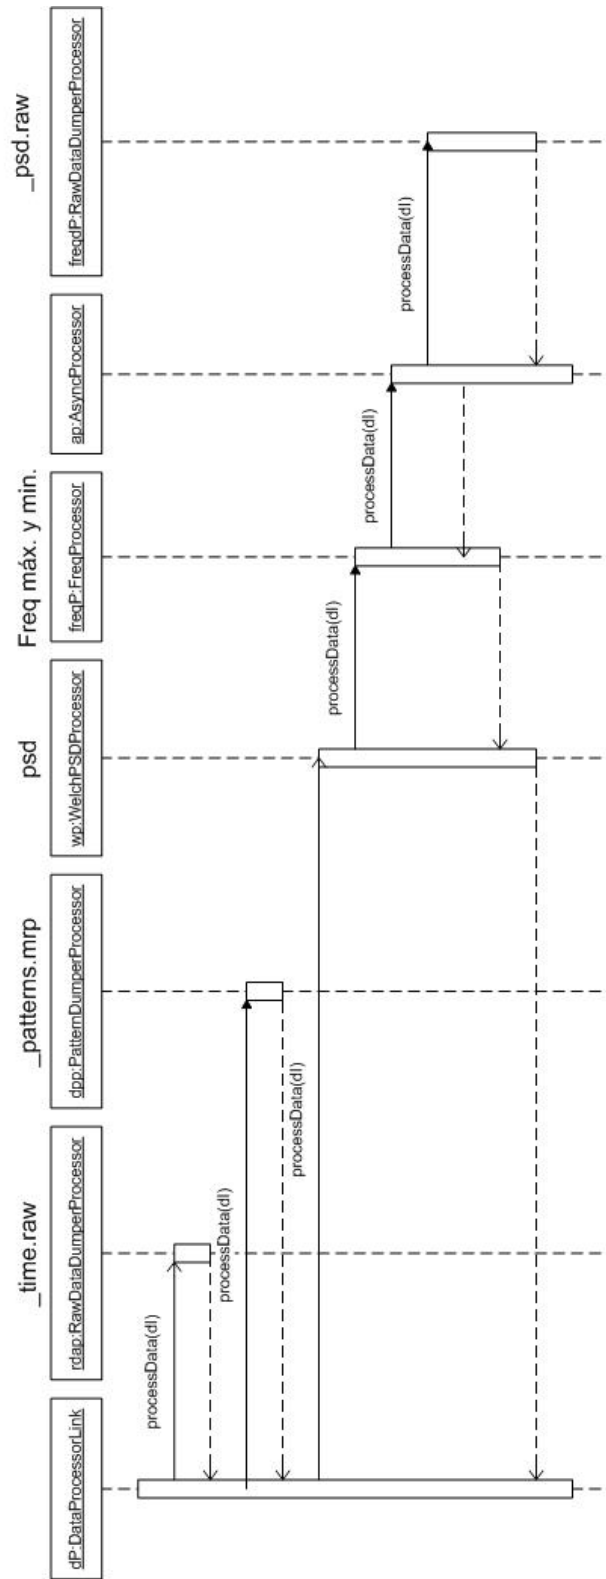 _time.raw
_patterns.mrp
psd
Freq máx. y min.
_psd.raw
dP:DataProcessorLink
rdap:RawDataDumperProcessor
dpp:PatternDumperProcessor
wp:WelchPSDProcessor
freqP:FreqProcessor
ap:AsyncProcessor
freqdP:RawDataDumperProcessor
processData(dl)
processData(dl)
processData(dl)
processData(dl)
processData(dl)
processData(dl)